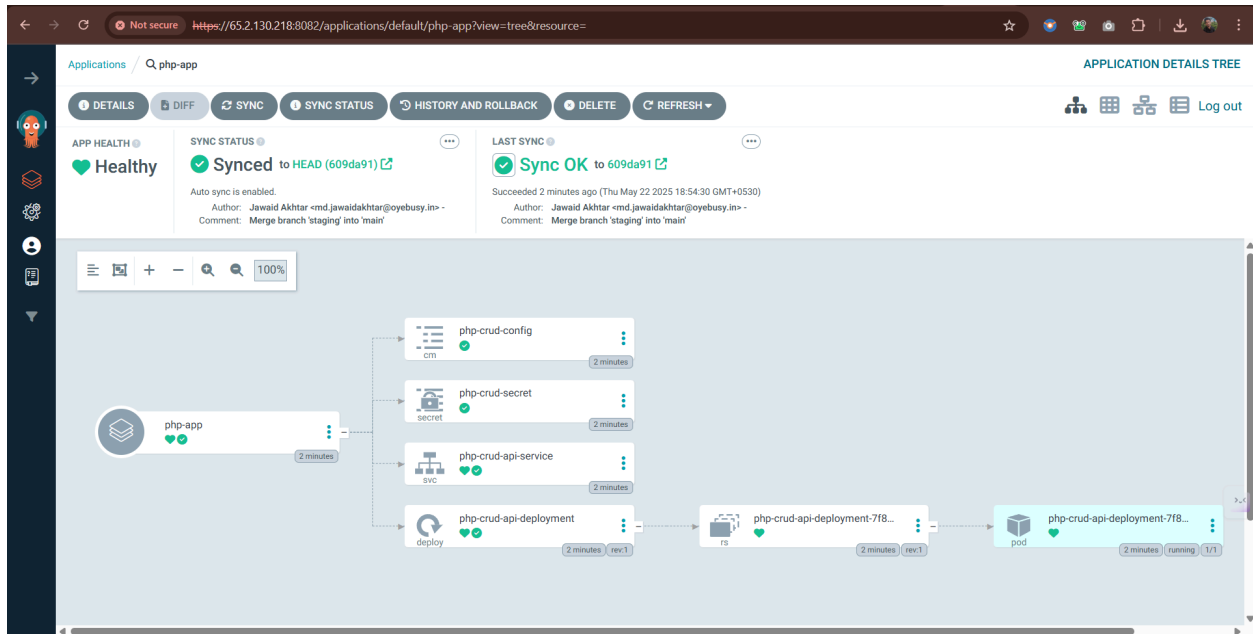 Not secure https://65.2.130.218:8082/applications/default/php-app?view=tree&resource=
Applications / php-app
APPLICATION DETAILS TREE
DETAILS DIFF SYNC SYNC STATUS HISTORY AND ROLLBACK DELETE REFRESH
Log out
APP HEALTH
Healthy
SYNC STATUS
Synced to HEAD (609da91)
Auto sync is enabled.
Author: Jawaid Akhtar <md.jawaidakhtar@oyebusy.in> -
Comment: Merge branch 'staging' into 'main'
LAST SYNC
Sync OK to 609da91
Succeeded 2 minutes ago (Thu May 22 2025 18:54:30 GMT+0530)
Author: Jawaid Akhtar <md.jawaidakhtar@oyebusy.in> -
Comment: Merge branch 'staging' into 'main'
100%
php-app
2 minutes
php-crud-config
cm
2 minutes
php-crud-secret
secret
2 minutes
php-crud-api-service
svc
2 minutes
php-crud-api-deployment
deploy
2 minutes rev:1
php-crud-api-deployment-7f8...
rs
2 minutes rev:1
php-crud-api-deployment-7f8...
pod
2 minutes running 1/1